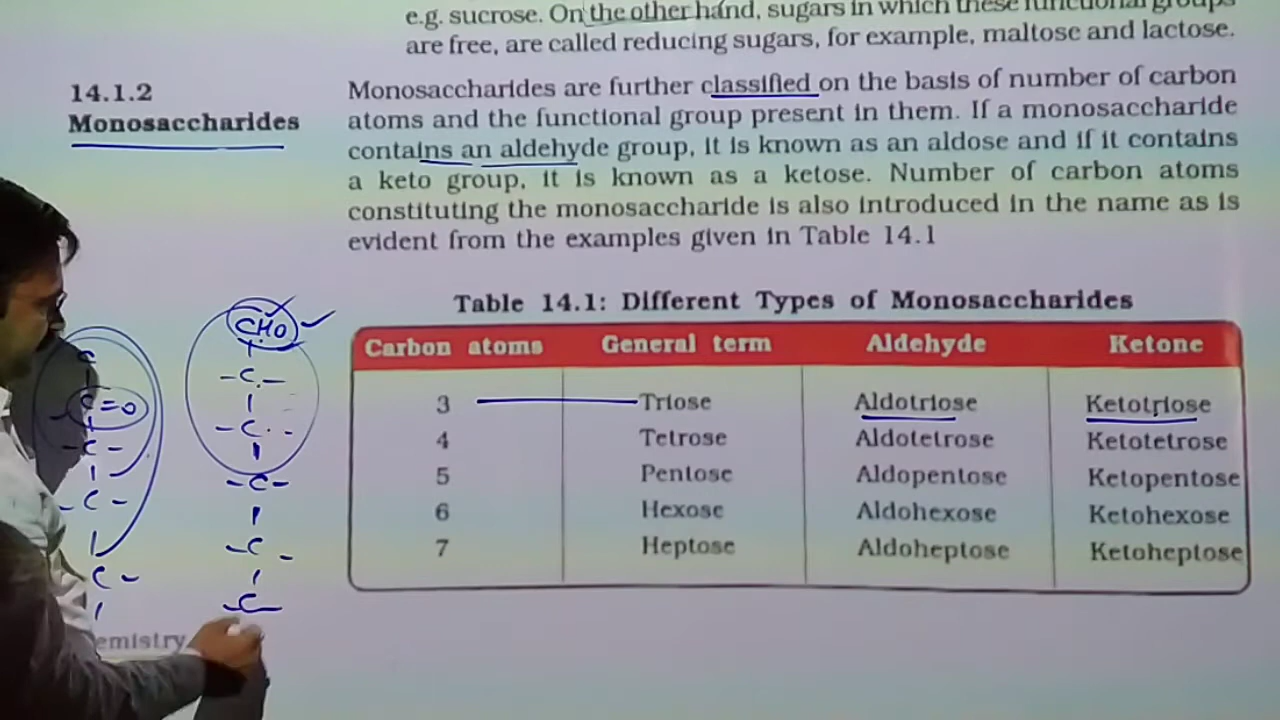 e.g. sucrose. On the other hand, sugars in which these functional groups
are free, are called reducing sugars, for example, maltose and lactose.
14.1.2
Monosaccharides
Monosaccharides are further classified on the basis of number of carbon
atoms and the functional group present in them. If a monosaccharide
contains an aldehyde group, it is known as an aldose and if it contains
a keto group, it is known as a ketose. Number of carbon atoms
constituting the monosaccharide is also introduced in the name as is
evident from the examples given in Table 14.1
Table 14.1: Different Types of Monosaccharides
Carbon atoms General term Aldehyde Ketone
3 Triose Aldotriose Ketotriose
4 Tetrose Aldotetrose Ketotetrose
5 Pentose Aldopentose Ketopentose
6 Hexose Aldohexose Ketohexose
7 Heptose Aldoheptose Ketoheptose
CHO
-C-
-C-
-C-
-C-
-C-
C
C=O
-C-
-C-
C-
emistry